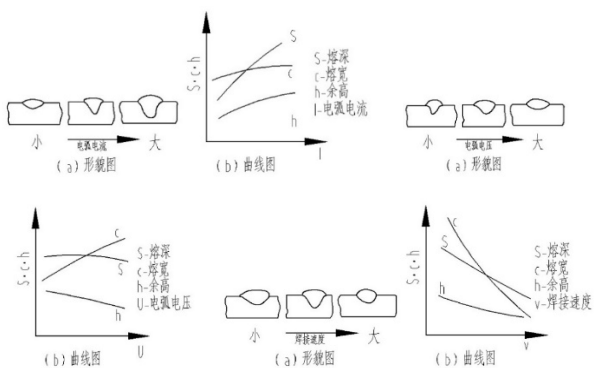 小
电弧电流
大
(a)形貌图
S·c·h
S
c
h
I
S-熔深
c-熔宽
h-余高
I-电弧电流
(b)曲线图
小
电弧电压
大
(a)形貌图
S·c·h
c
S
h
U
S-熔深
c-熔宽
h-余高
U-电弧电压
(b)曲线图
小
焊接速度
大
(a)形貌图
S·c·h
c
S
h
v
S-熔深
c-熔宽
h-余高
v-焊接速度
(b)曲线图